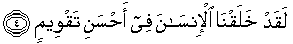 لَقَدْ خَلَقْنَا ٱلْإِنسَـٰنَ فِىٓ أَحْسَنِ تَقْوِيمٍ ﴿٤﴾